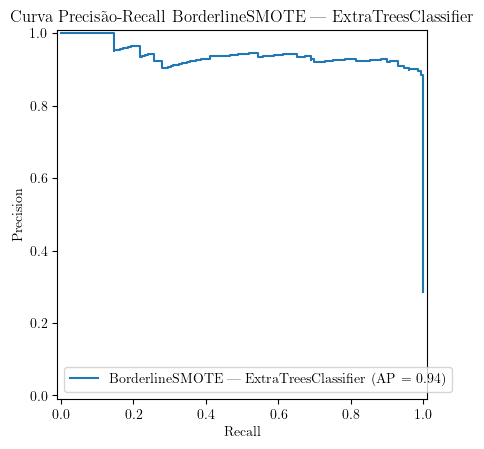 Curva Precisão-Recall BorderlineSMOTE — ExtraTreesClassifier
1.0
0.8
0.6
0.4
0.2
0.0
Precision
BorderlineSMOTE — ExtraTreesClassifier (AP = 0.94)
0.0 0.2 0.4 0.6 0.8 1.0
Recall